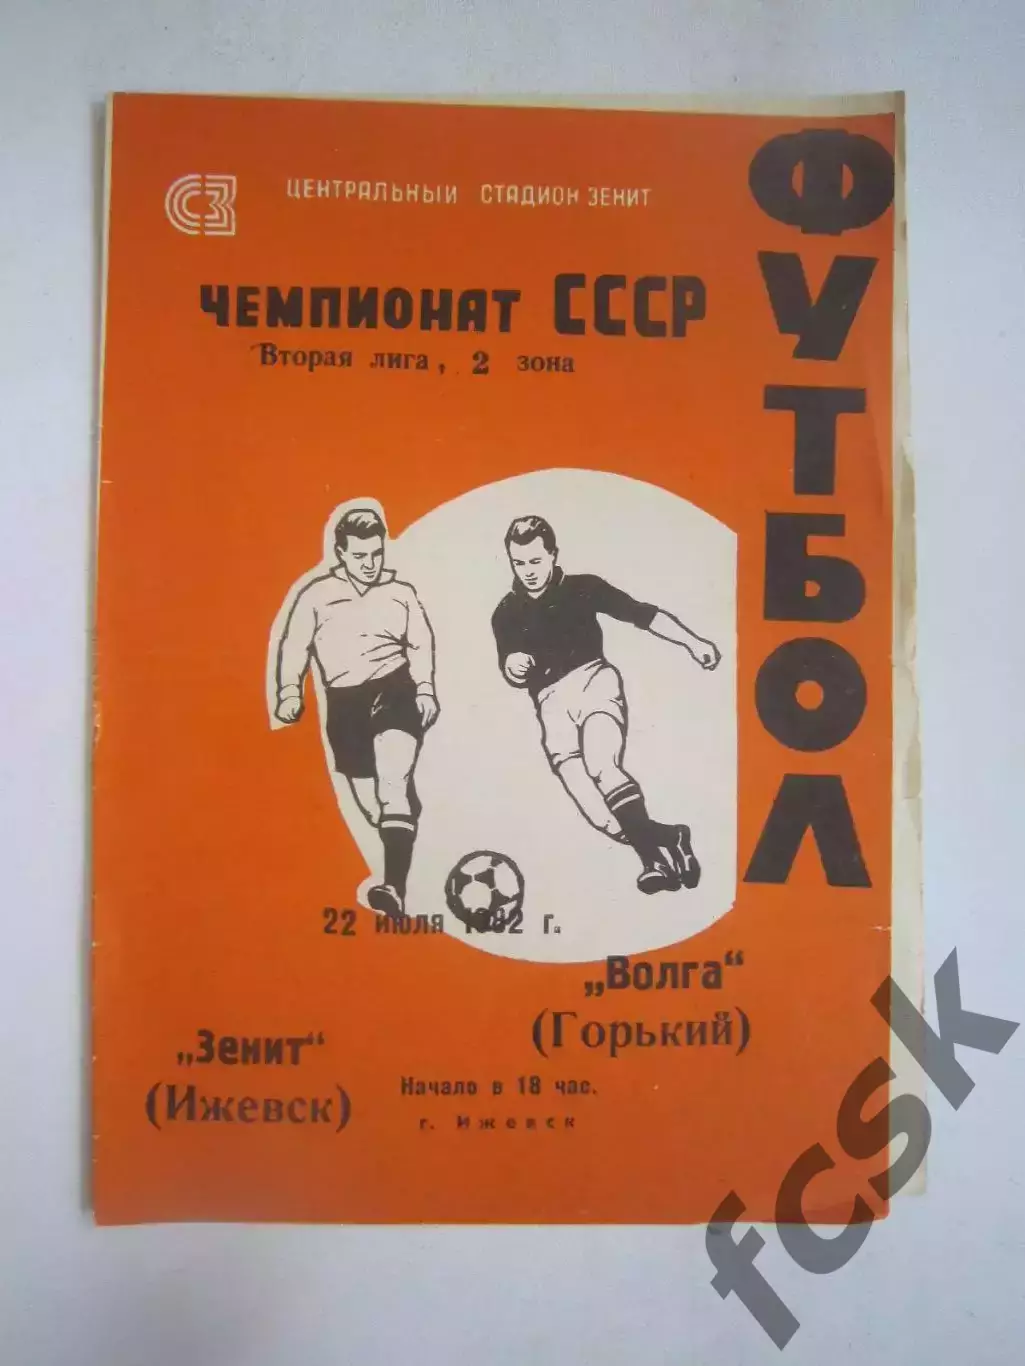 СЗ
ЦЕНТРАЛЬНЫЙ СТАДИОН ЗЕНИТ
ЧЕМПИОНАТ СССР
Вторая лига, 2 зона
ФУТБОЛ
22 июля 1982 г.
„Волга“
(Горький)
„Зенит“
(Ижевск)
Начало в 18 час.
г. Ижевск
fcsk